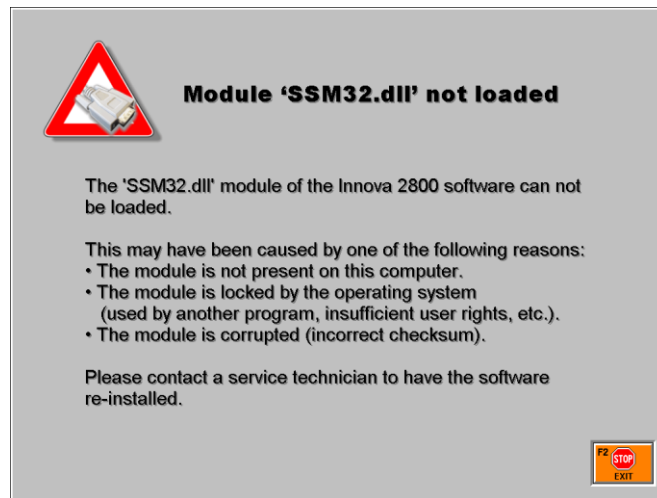 Module ‘SSM32.dll’ not loaded
The 'SSM32.dll' module of the Innova 2800 software can not
be loaded.
This may have been caused by one of the following reasons:
• The module is not present on this computer.
• The module is locked by the operating system
(used by another program, insufficient user rights, etc.).
• The module is corrupted (incorrect checksum).
Please contact a service technician to have the software
re-installed.
F2
STOP
EXIT